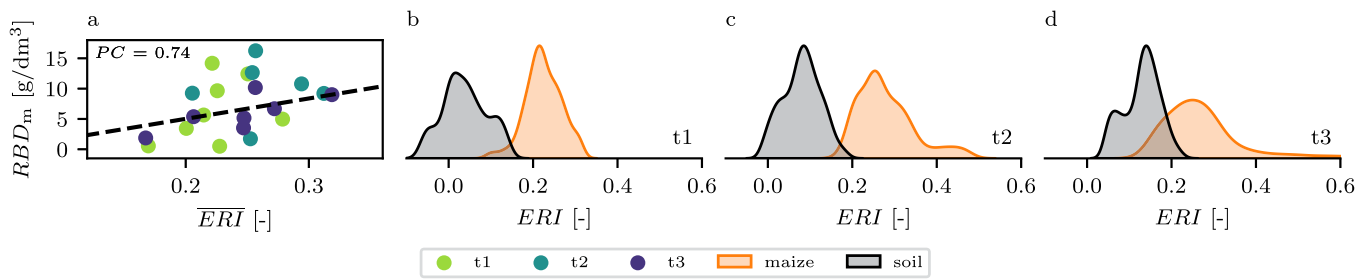 a
PC = 0.74
RBD_m [g/dm³]
15
10
5
0
0.2 0.3
ERI [-]
b
t1
0.0 0.2 0.4 0.6
ERI [-]
c
t2
0.0 0.2 0.4 0.6
ERI [-]
d
t3
0.0 0.2 0.4 0.6
ERI [-]
t1 t2 t3 maize soil